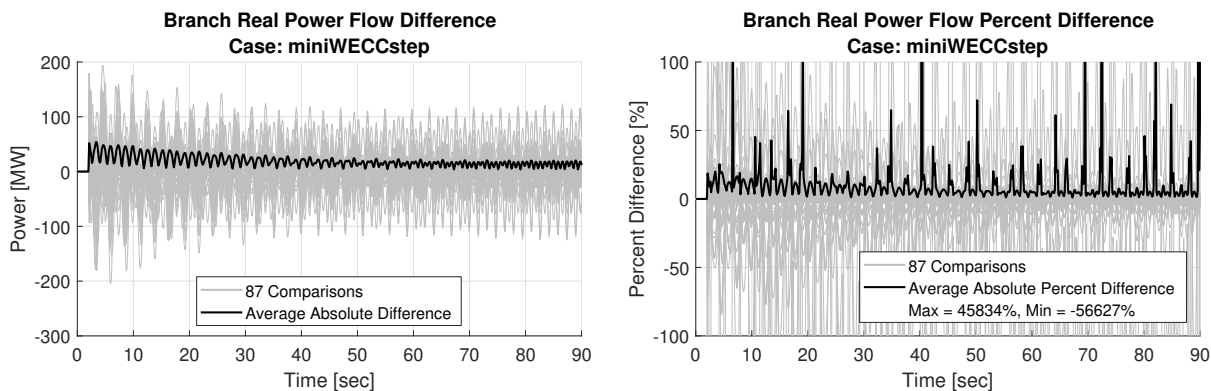 Branch Real Power Flow Difference
Case: miniWECCstep
200
100
0
-100
-200
-300
Power [MW]
87 Comparisons
Average Absolute Difference
0 10 20 30 40 50 60 70 80 90
Time [sec]
Branch Real Power Flow Percent Difference
Case: miniWECCstep
100
50
0
-50
-100
Percent Difference [%]
87 Comparisons
Average Absolute Percent Difference
Max = 45834%, Min = -56627%
0 10 20 30 40 50 60 70 80 90
Time [sec]